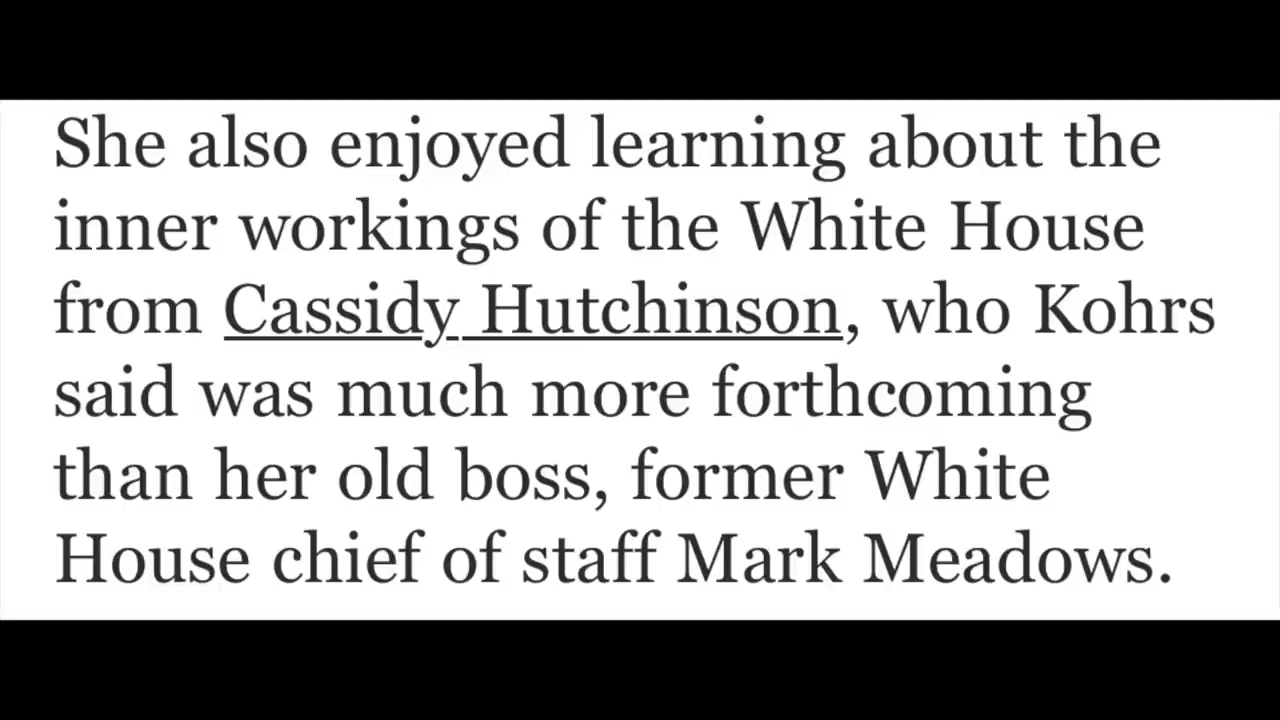 She also enjoyed learning about the
inner workings of the White House
from Cassidy Hutchinson, who Kohrs
said was much more forthcoming
than her old boss, former White
House chief of staff Mark Meadows.